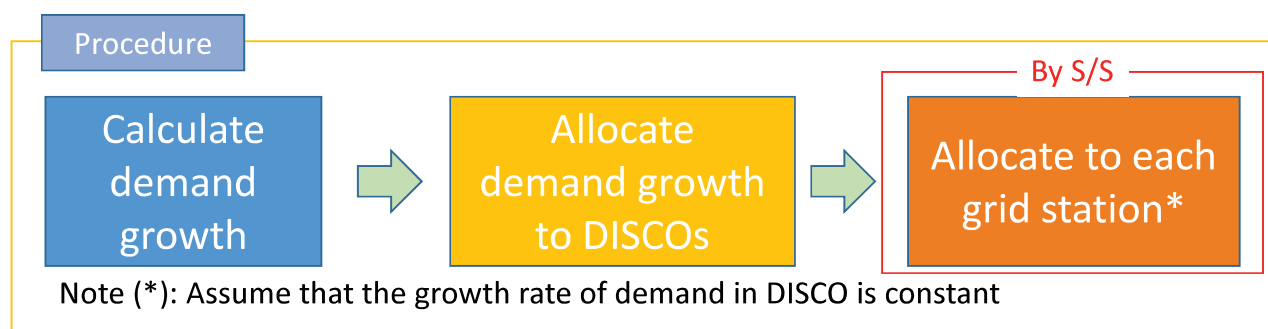 Procedure
By S/S
Calculate
demand
growth
Allocate
demand growth
to DISCOs
Allocate to each
grid station*
Note (*): Assume that the growth rate of demand in DISCO is constant